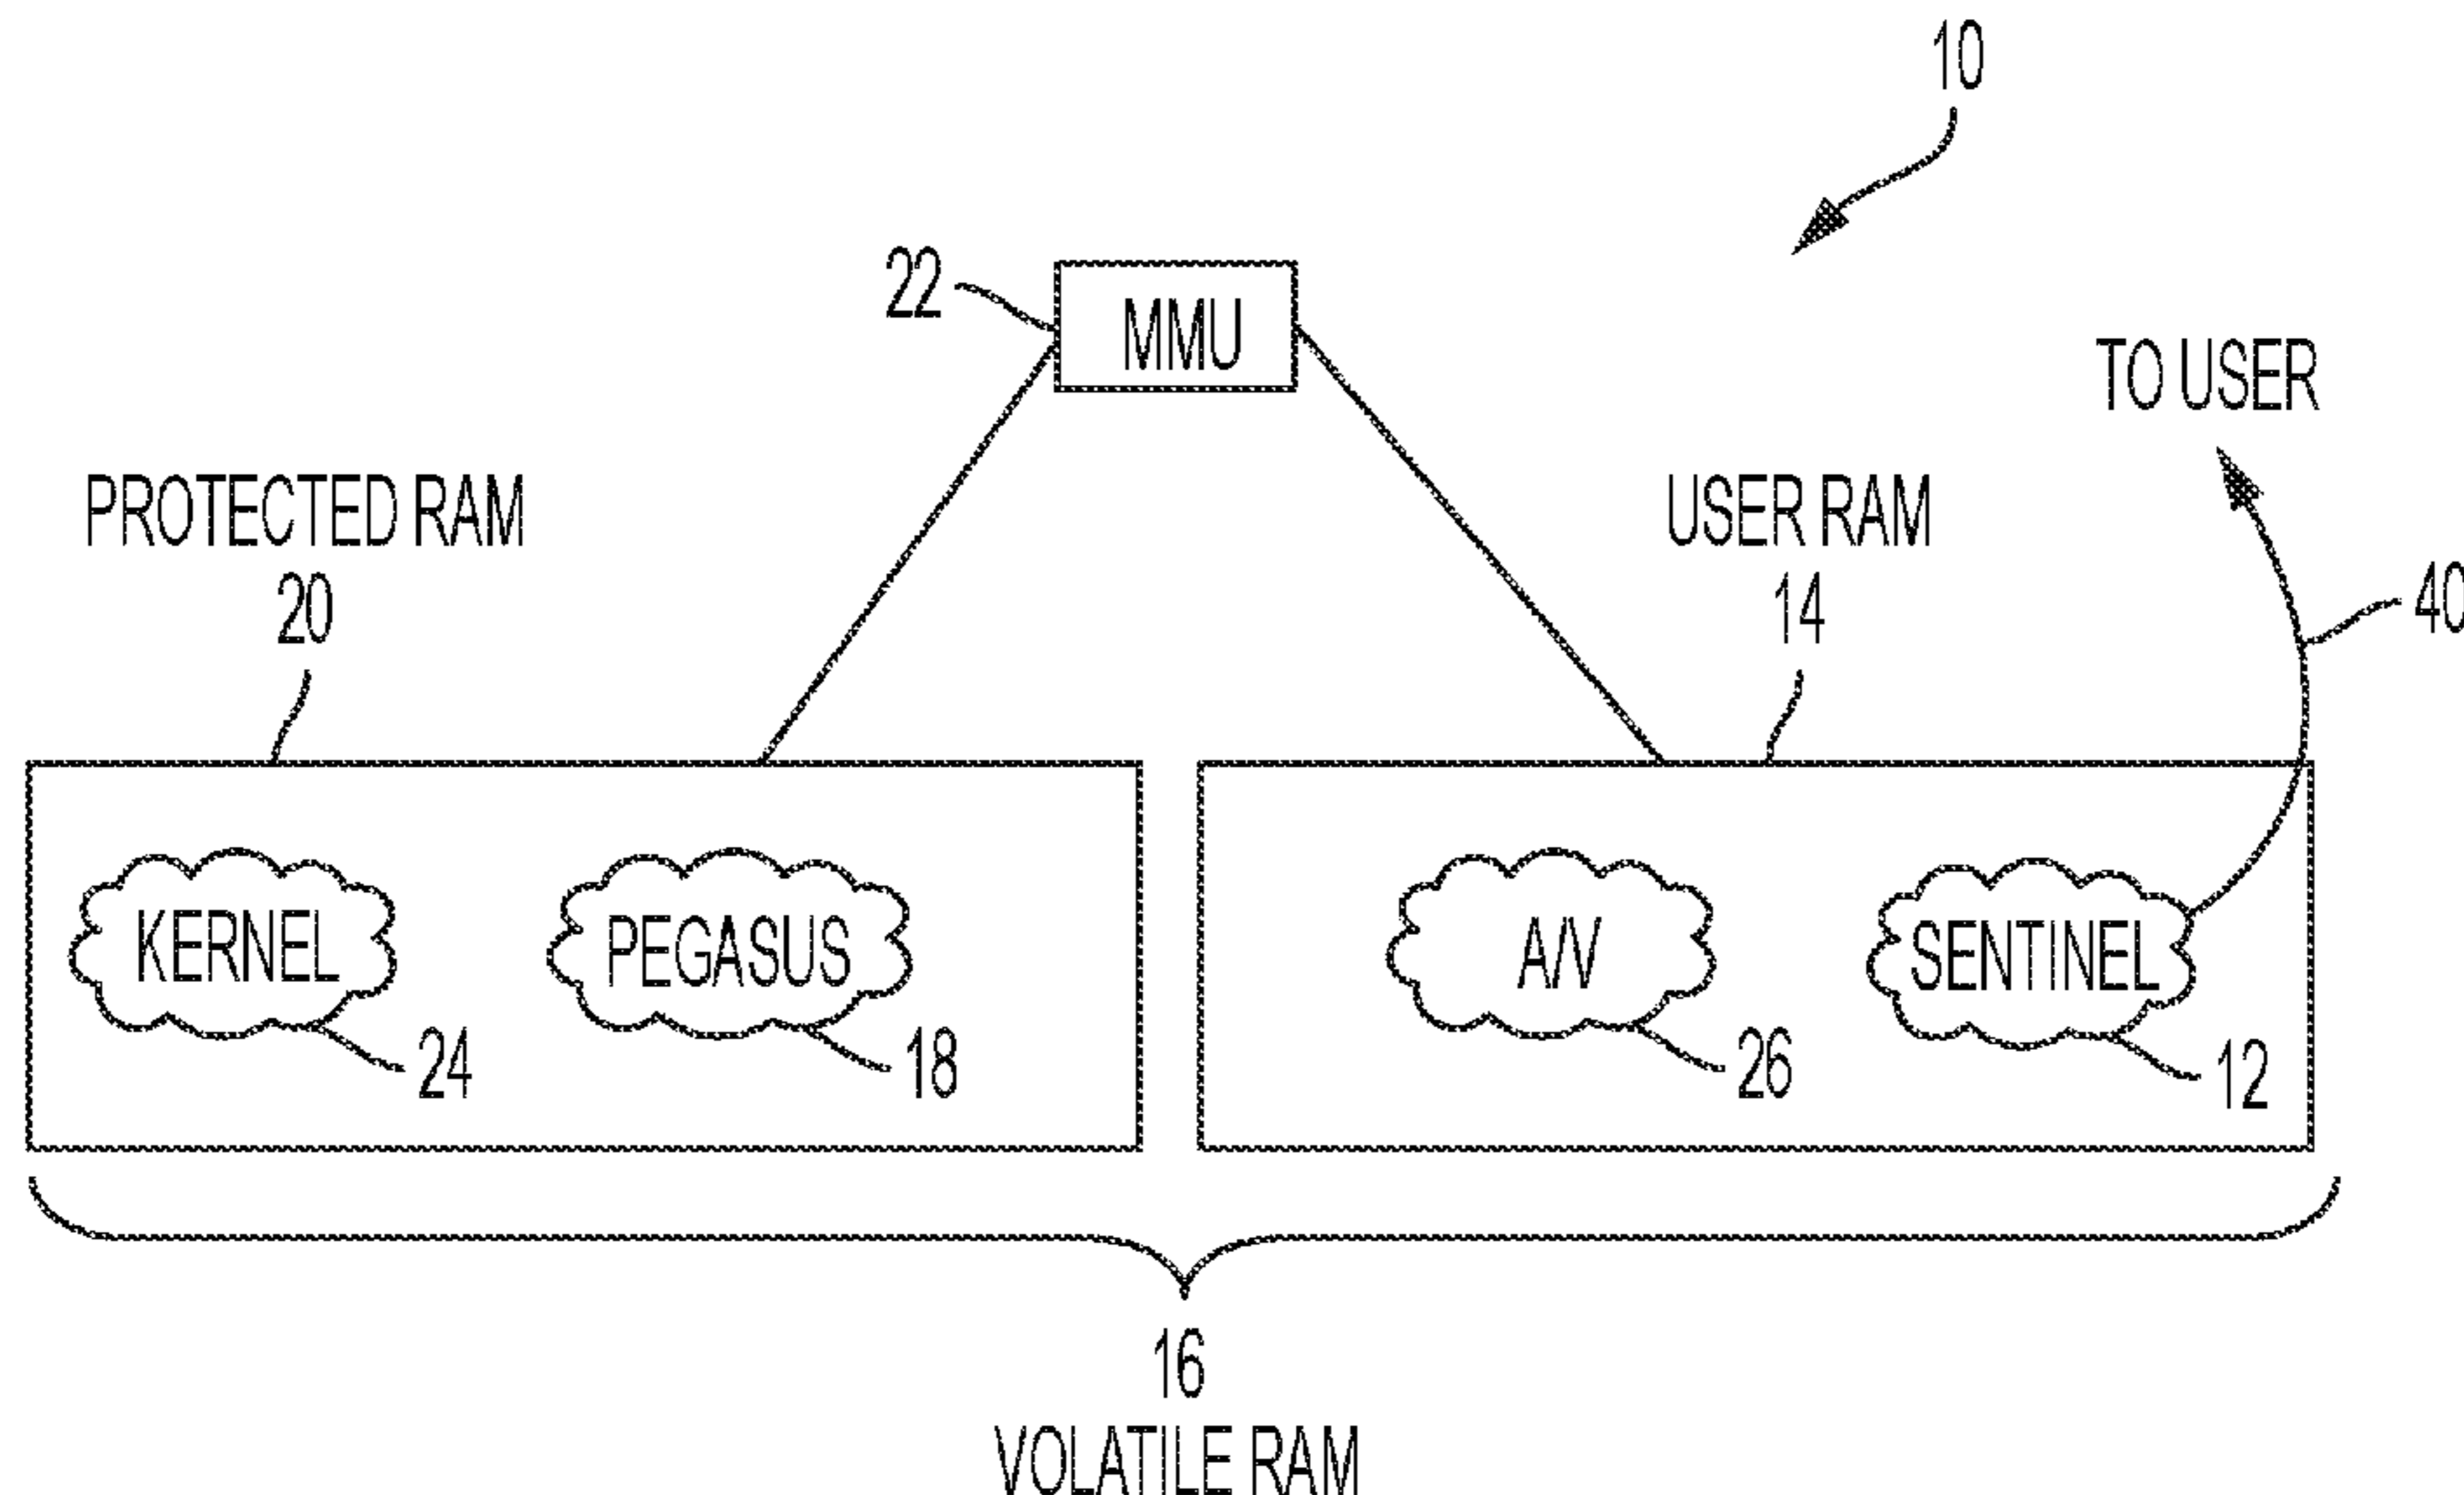 10
22
MMU
TO USER
PROTECTED RAM
20
USER RAM
14
40
KERNEL
PEGASUS
A/V
SENTINEL
24
18
26
12
16
VOLATILE RAM